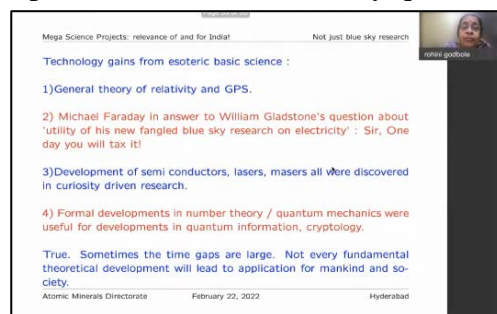 Mega Science Projects: relevance of and for India!
Not just blue sky research
rohini godbole
Technology gains from esoteric basic science :
1)General theory of relativity and GPS.
2) Michael Faraday in answer to William Gladstone's question about
'utility of his new fangled blue sky research on electricity' : Sir, One
day you will tax it!
3)Development of semi conductors, lasers, masers all were discovered
in curiosity driven research.
4) Formal developments in number theory / quantum mechanics were
useful for developments in quantum information, cryptology.
True. Sometimes the time gaps are large. Not every fundamental
theoretical development will lead to application for mankind and so-
ciety.
Atomic Minerals Directorate
February 22, 2022
Hyderabad